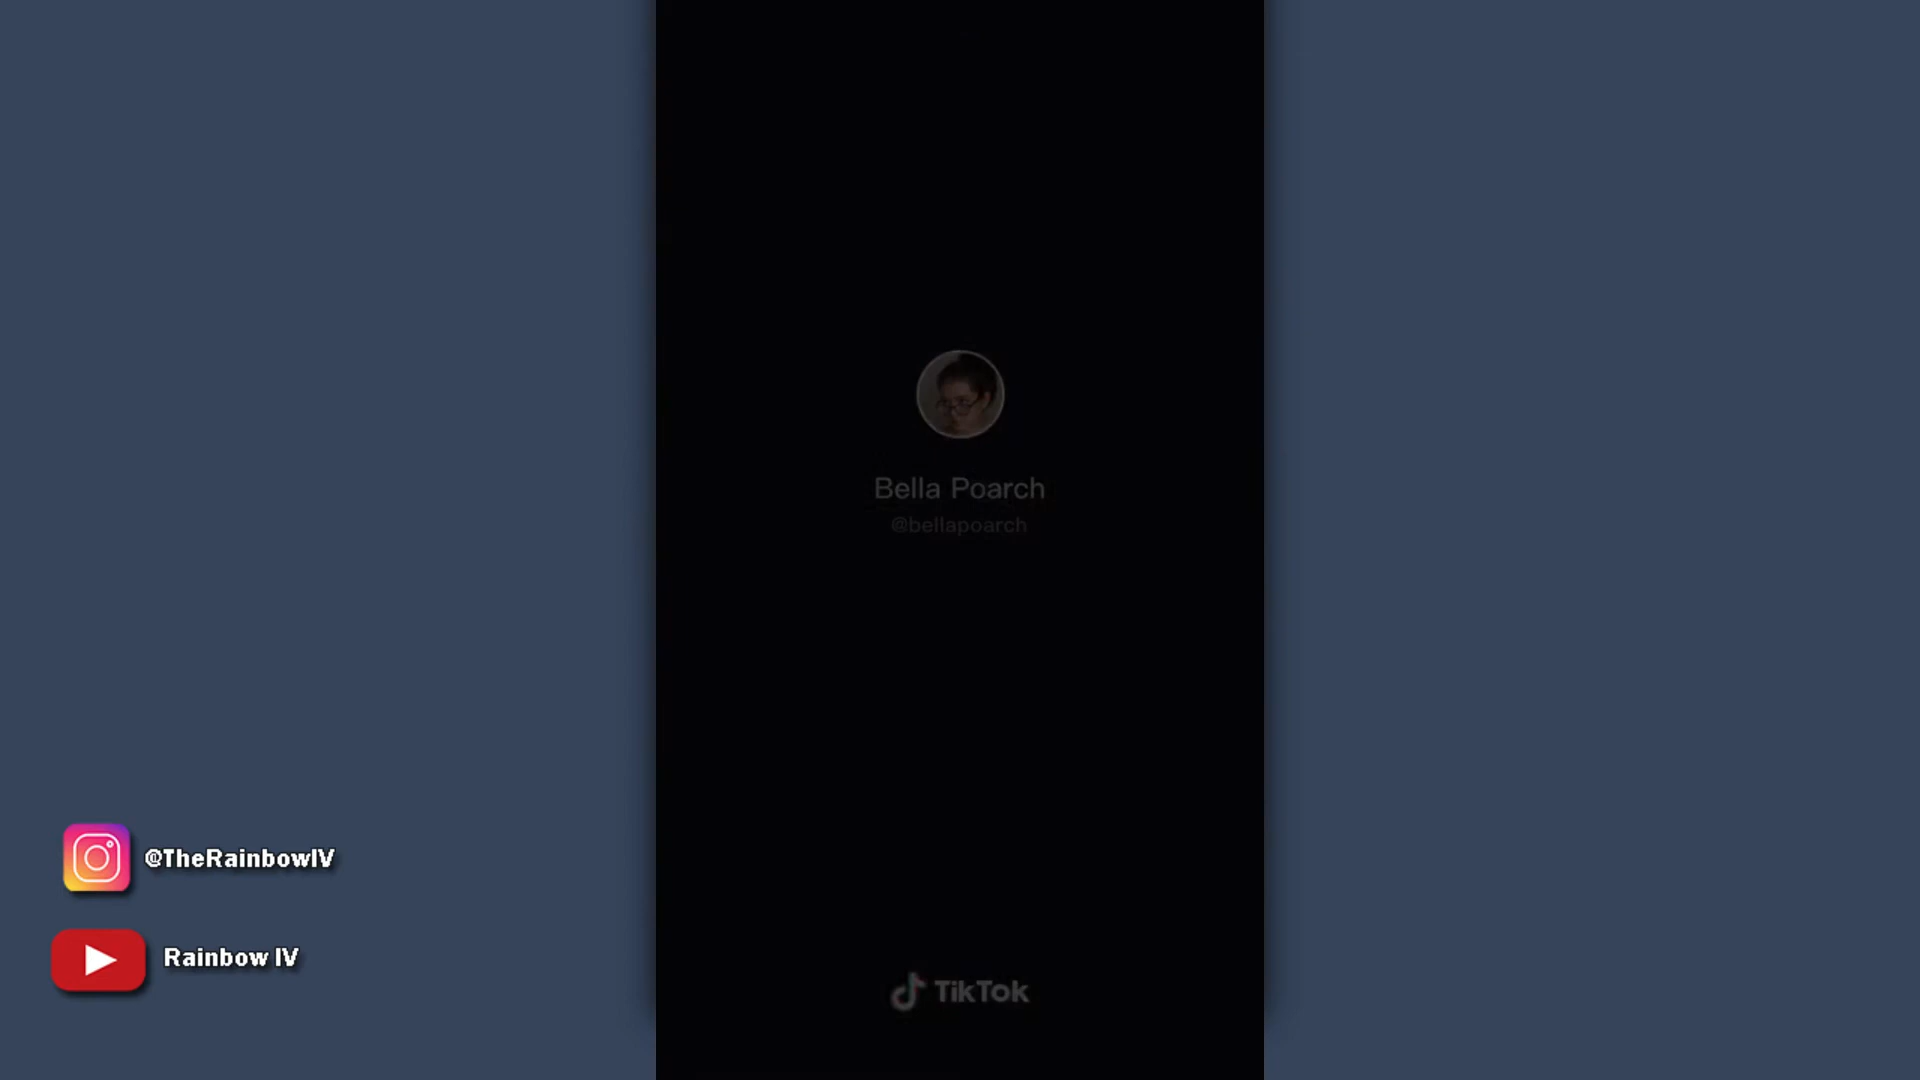 Bella Poarch
@bellapoarch
@TheRainbowIV
Rainbow IV
TikTok